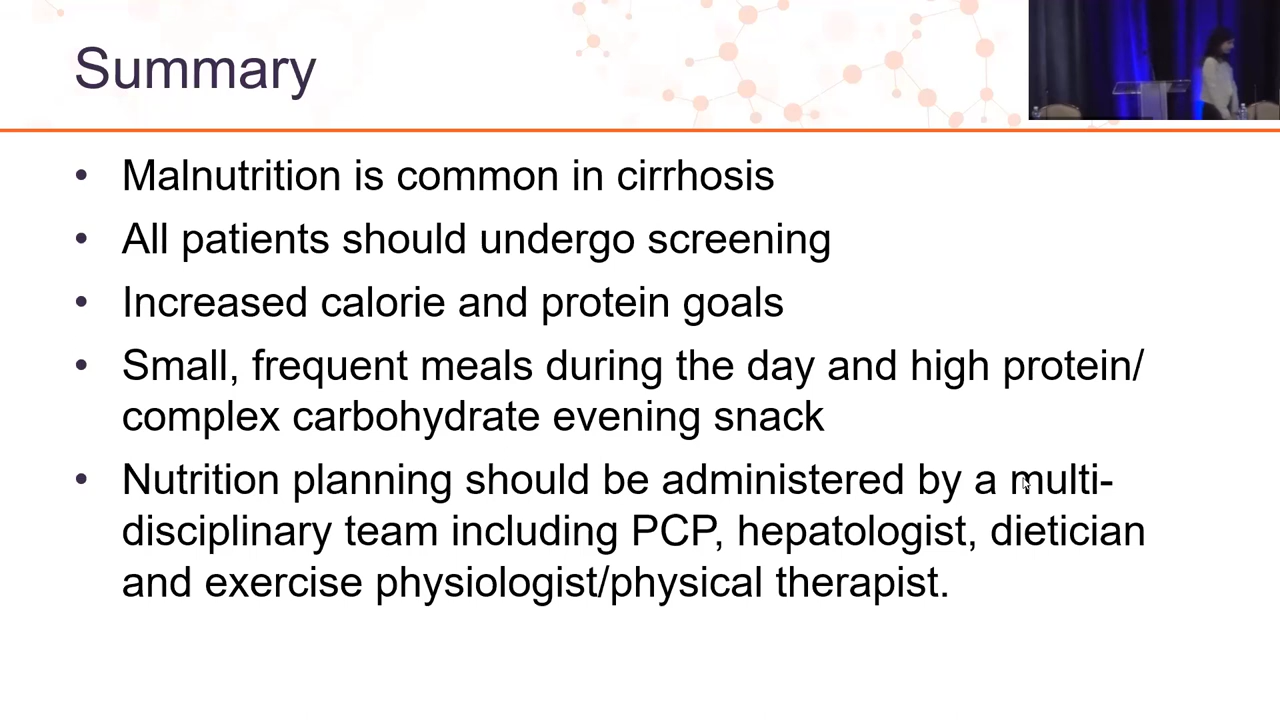 Summary
• Malnutrition is common in cirrhosis
• All patients should undergo screening
• Increased calorie and protein goals
• Small, frequent meals during the day and high protein/
complex carbohydrate evening snack
• Nutrition planning should be administered by a multi-
disciplinary team including PCP, hepatologist, dietician
and exercise physiologist/physical therapist.